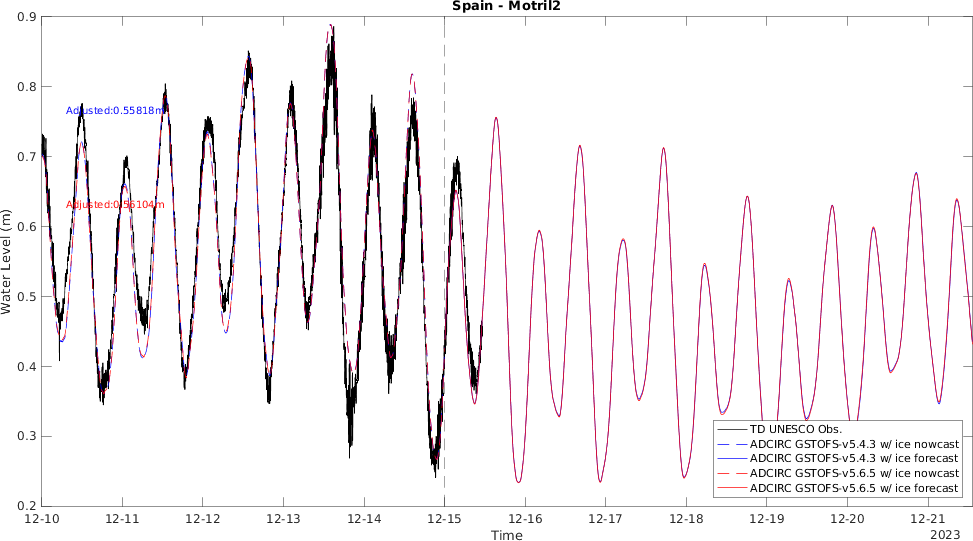 Spain - Motril2
0.9
0.8
0.7
0.6
0.5
0.4
0.3
0.2
Water Level (m)
Adjusted:0.55818m
Adjusted:0.56104m
TD UNESCO Obs.
ADCIRC GSTOFS-v5.4.3 w/ ice nowcast
ADCIRC GSTOFS-v5.4.3 w/ ice forecast
ADCIRC GSTOFS-v5.6.5 w/ ice nowcast
ADCIRC GSTOFS-v5.6.5 w/ ice forecast
12-10 12-11 12-12 12-13 12-14 12-15 12-16 12-17 12-18 12-19 12-20 12-21
Time
2023